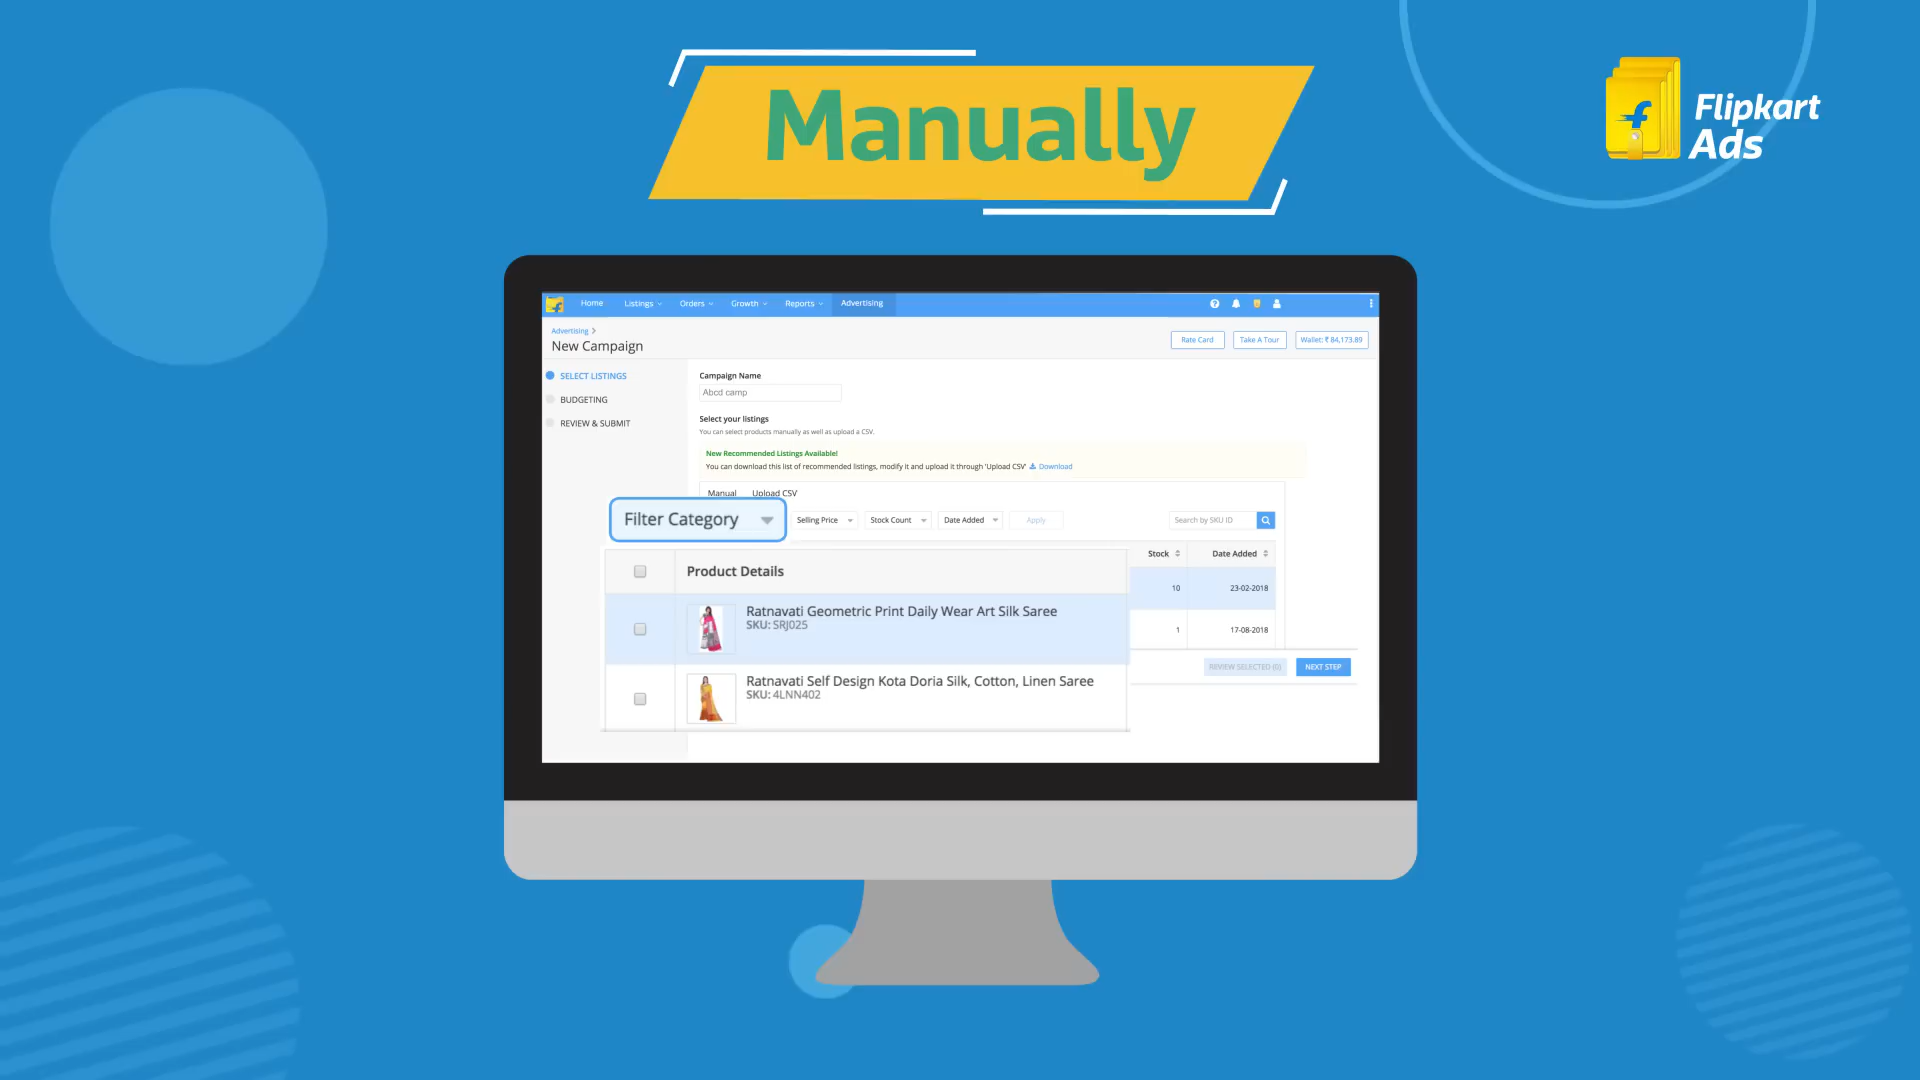 Manually
Flipkart
Ads
Home Listings Orders Growth Reports Advertising
Advertising >
New Campaign
Rate Card Take A Tour Wallet: ₹ 84,173.89
SELECT LISTINGS
BUDGETING
REVIEW & SUBMIT
Campaign Name
Abcd camp
Select your listings
You can select products manually as well as upload a CSV.
New Recommended Listings Available!
You can download this list of recommended listings, modify it and upload it through 'Upload CSV' Download
Manual Upload CSV
Filter Category Selling Price Stock Count Date Added Apply Search by SKU ID
Product Details Stock Date Added
Ratnavati Geometric Print Daily Wear Art Silk Saree
SKU: SRJ025
10 23-02-2018
Ratnavati Self Design Kota Doria Silk, Cotton, Linen Saree
SKU: 4LNN402
1 17-08-2018
REVIEW SELECTED (0) NEXT STEP